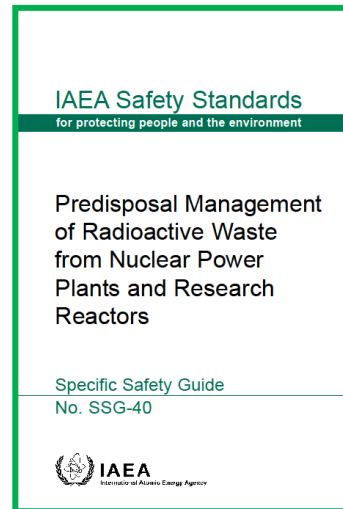 IAEA Safety Standards
for protecting people and the environment
Predisposal Management
of Radioactive Waste
from Nuclear Power
Plants and Research
Reactors
Specific Safety Guide
No. SSG-40
IAEA
International Atomic Energy Agency